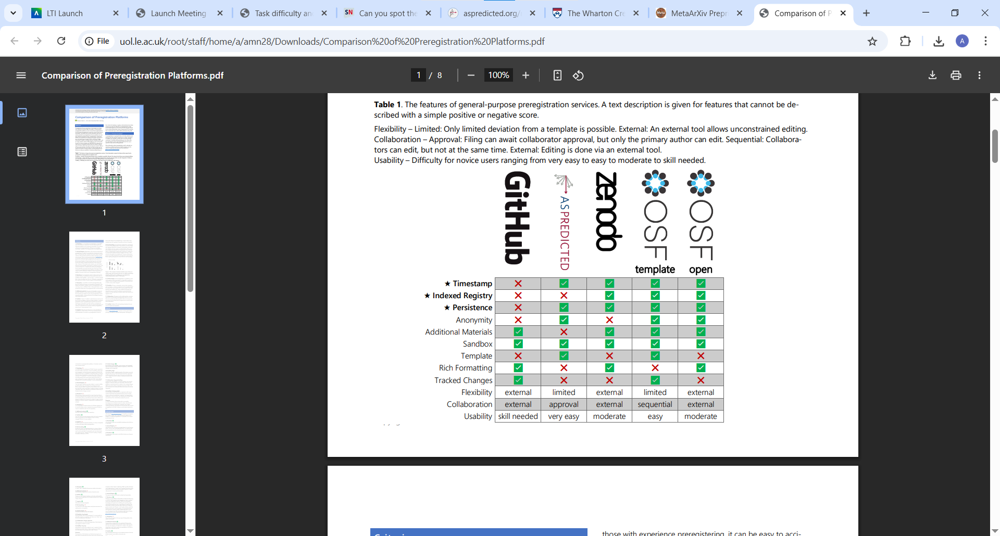 LTI Launch
Launch Meeting
Task difficulty an
Can you spot the
aspredicted.org/
The Wharton Cre
MetaArXiv Prepri
Comparison of P
File
uol.le.ac.uk/root/staff/home/a/amn28/Downloads/Comparison%20of%20Preregistration%20Platforms.pdf
A
Comparison of Preregistration Platforms.pdf
1 / 8
100%
1
2
3
Table 1. The features of general-purpose preregistration services. A text description is given for features that cannot be de-
scribed with a simple positive or negative score.
Flexibility – Limited: Only limited deviation from a template is possible. External: An external tool allows unconstrained editing.
Collaboration – Approval: Filing can await collaborator approval, but only the primary author can edit. Sequential: Collabora-
tors can edit, but not at the same time. External: Editing is done via an external tool.
Usability – Difficulty for novice users ranging from very easy to easy to moderate to skill needed.
GitHub ASPREDICTED zenodo OSF template OSF open
★ Timestamp ❌ ✅ ✅ ✅ ✅
★ Indexed Registry ❌ ❌ ✅ ✅ ✅
★ Persistence ❌ ✅ ✅ ✅ ✅
Anonymity ❌ ✅ ❌ ✅ ✅
Additional Materials ✅ ❌ ✅ ✅ ✅
Sandbox ✅ ✅ ✅ ✅ ✅
Template ❌ ✅ ❌ ✅ ❌
Rich Formatting ✅ ❌ ✅ ❌ ✅
Tracked Changes ✅ ❌ ❌ ✅ ❌
Flexibility external limited external limited external
Collaboration external approval external sequential external
Usability skill needed very easy moderate easy moderate
those with experience preregistering, it can be easy to acci-